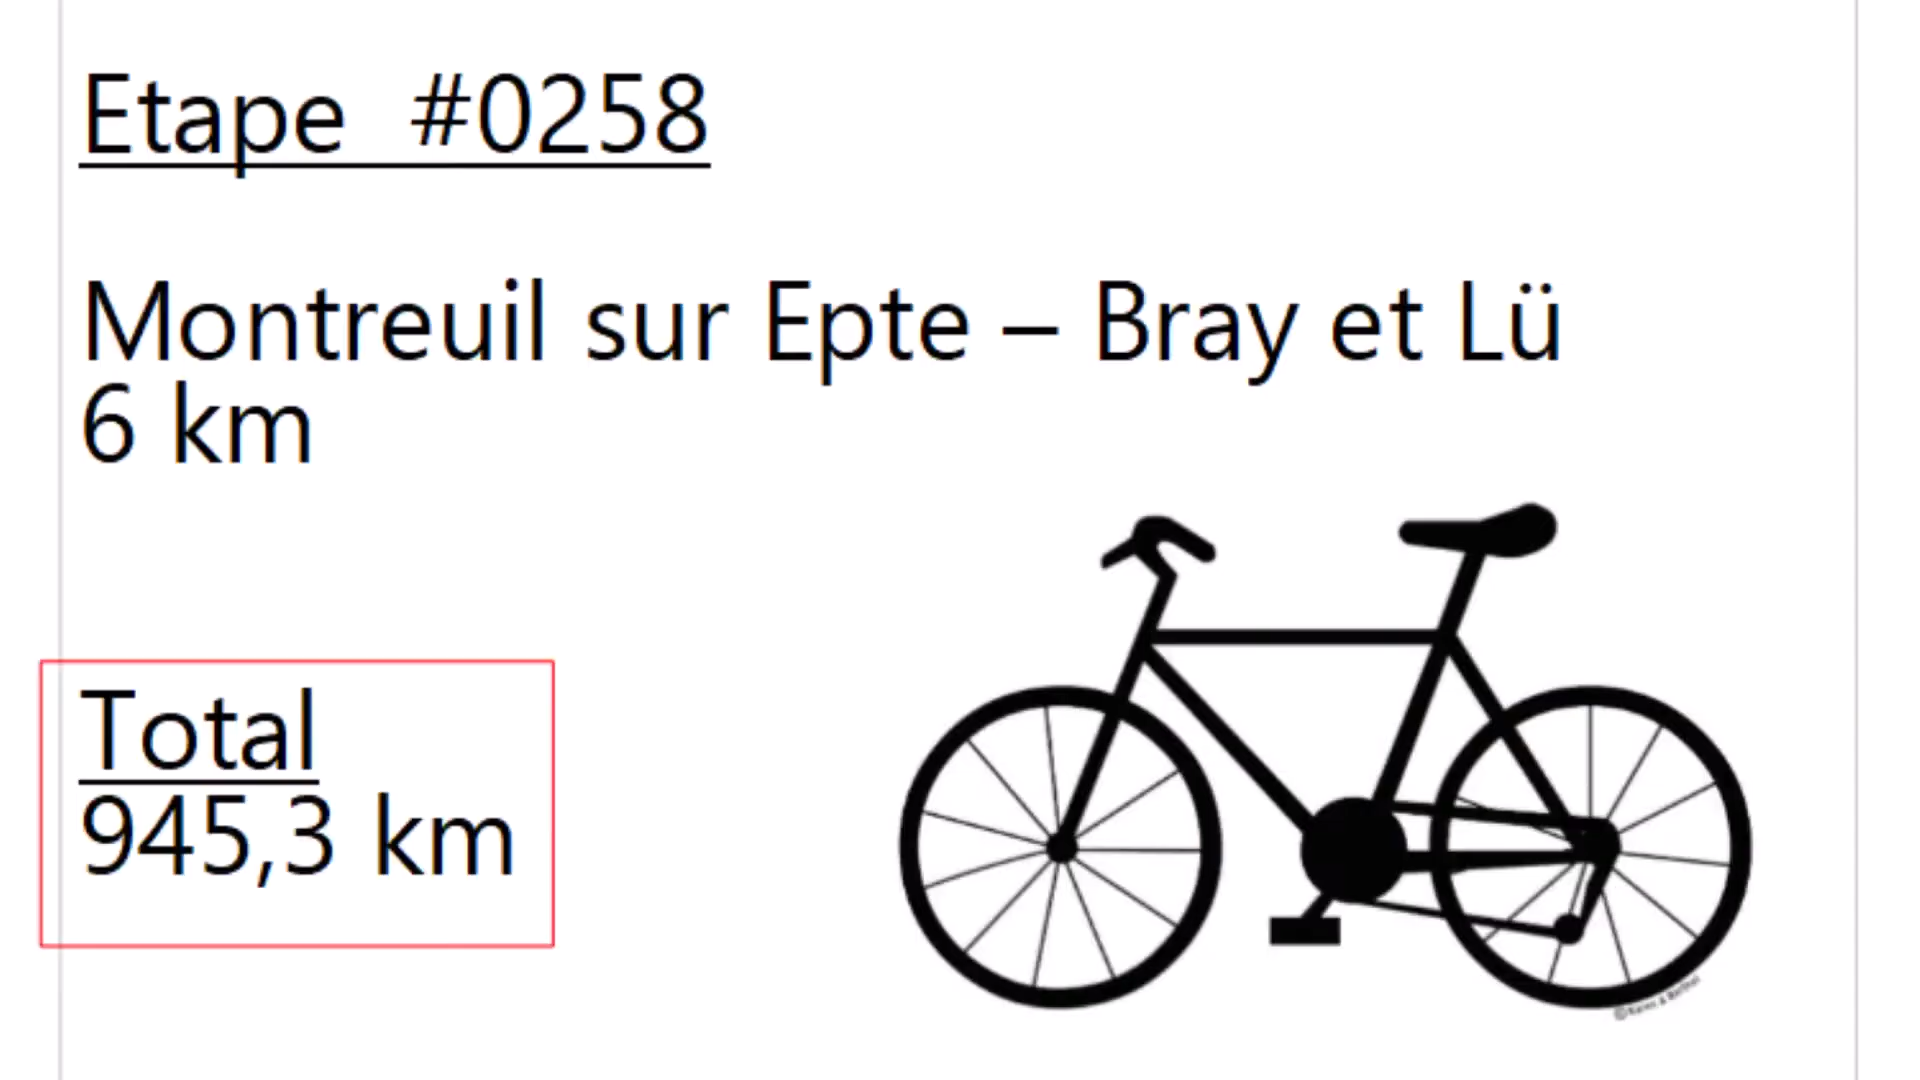 Etape #0258
Montreuil sur Epte – Bray et Lü
6 km
Total
945,3 km